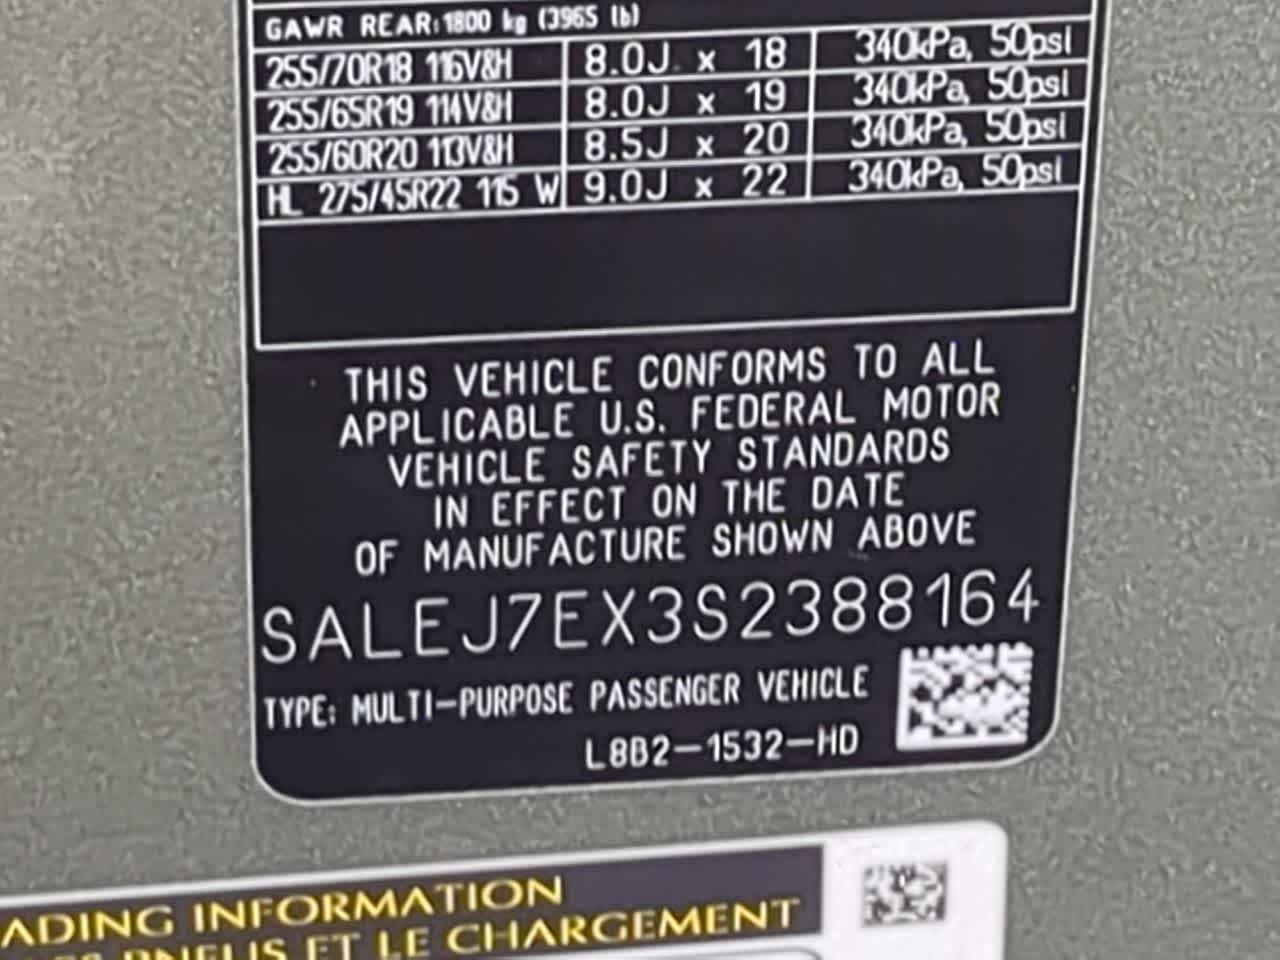 GAWR REAR: 1800 kg (3965 lb)
255/70R18 116V&H 8.0J x 18 340kPa, 50psi
255/65R19 114V&H 8.0J x 19 340kPa, 50psi
255/60R20 113V&H 8.5J x 20 340kPa, 50psi
HL 275/45R22 115 W 9.0J x 22 340kPa, 50psi
THIS VEHICLE CONFORMS TO ALL
APPLICABLE U.S. FEDERAL MOTOR
VEHICLE SAFETY STANDARDS
IN EFFECT ON THE DATE
OF MANUFACTURE SHOWN ABOVE
SALEJ7EX3S2388164
TYPE: MULTI-PURPOSE PASSENGER VEHICLE
L8B2-1532-HD
ADING INFORMATION
PNEUS ET LE CHARGEMENT